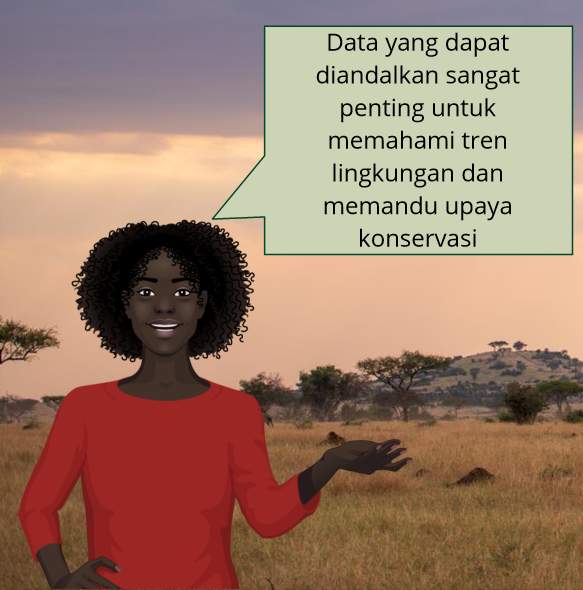 Data yang dapat
diandalkan sangat
penting untuk
memahami tren
lingkungan dan
memandu upaya
konservasi